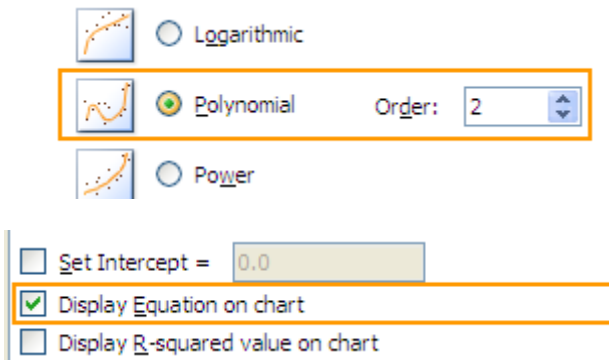 Logarithmic
Polynomial Order: 2
Power
Set Intercept = 0.0
Display Equation on chart
Display R-squared value on chart